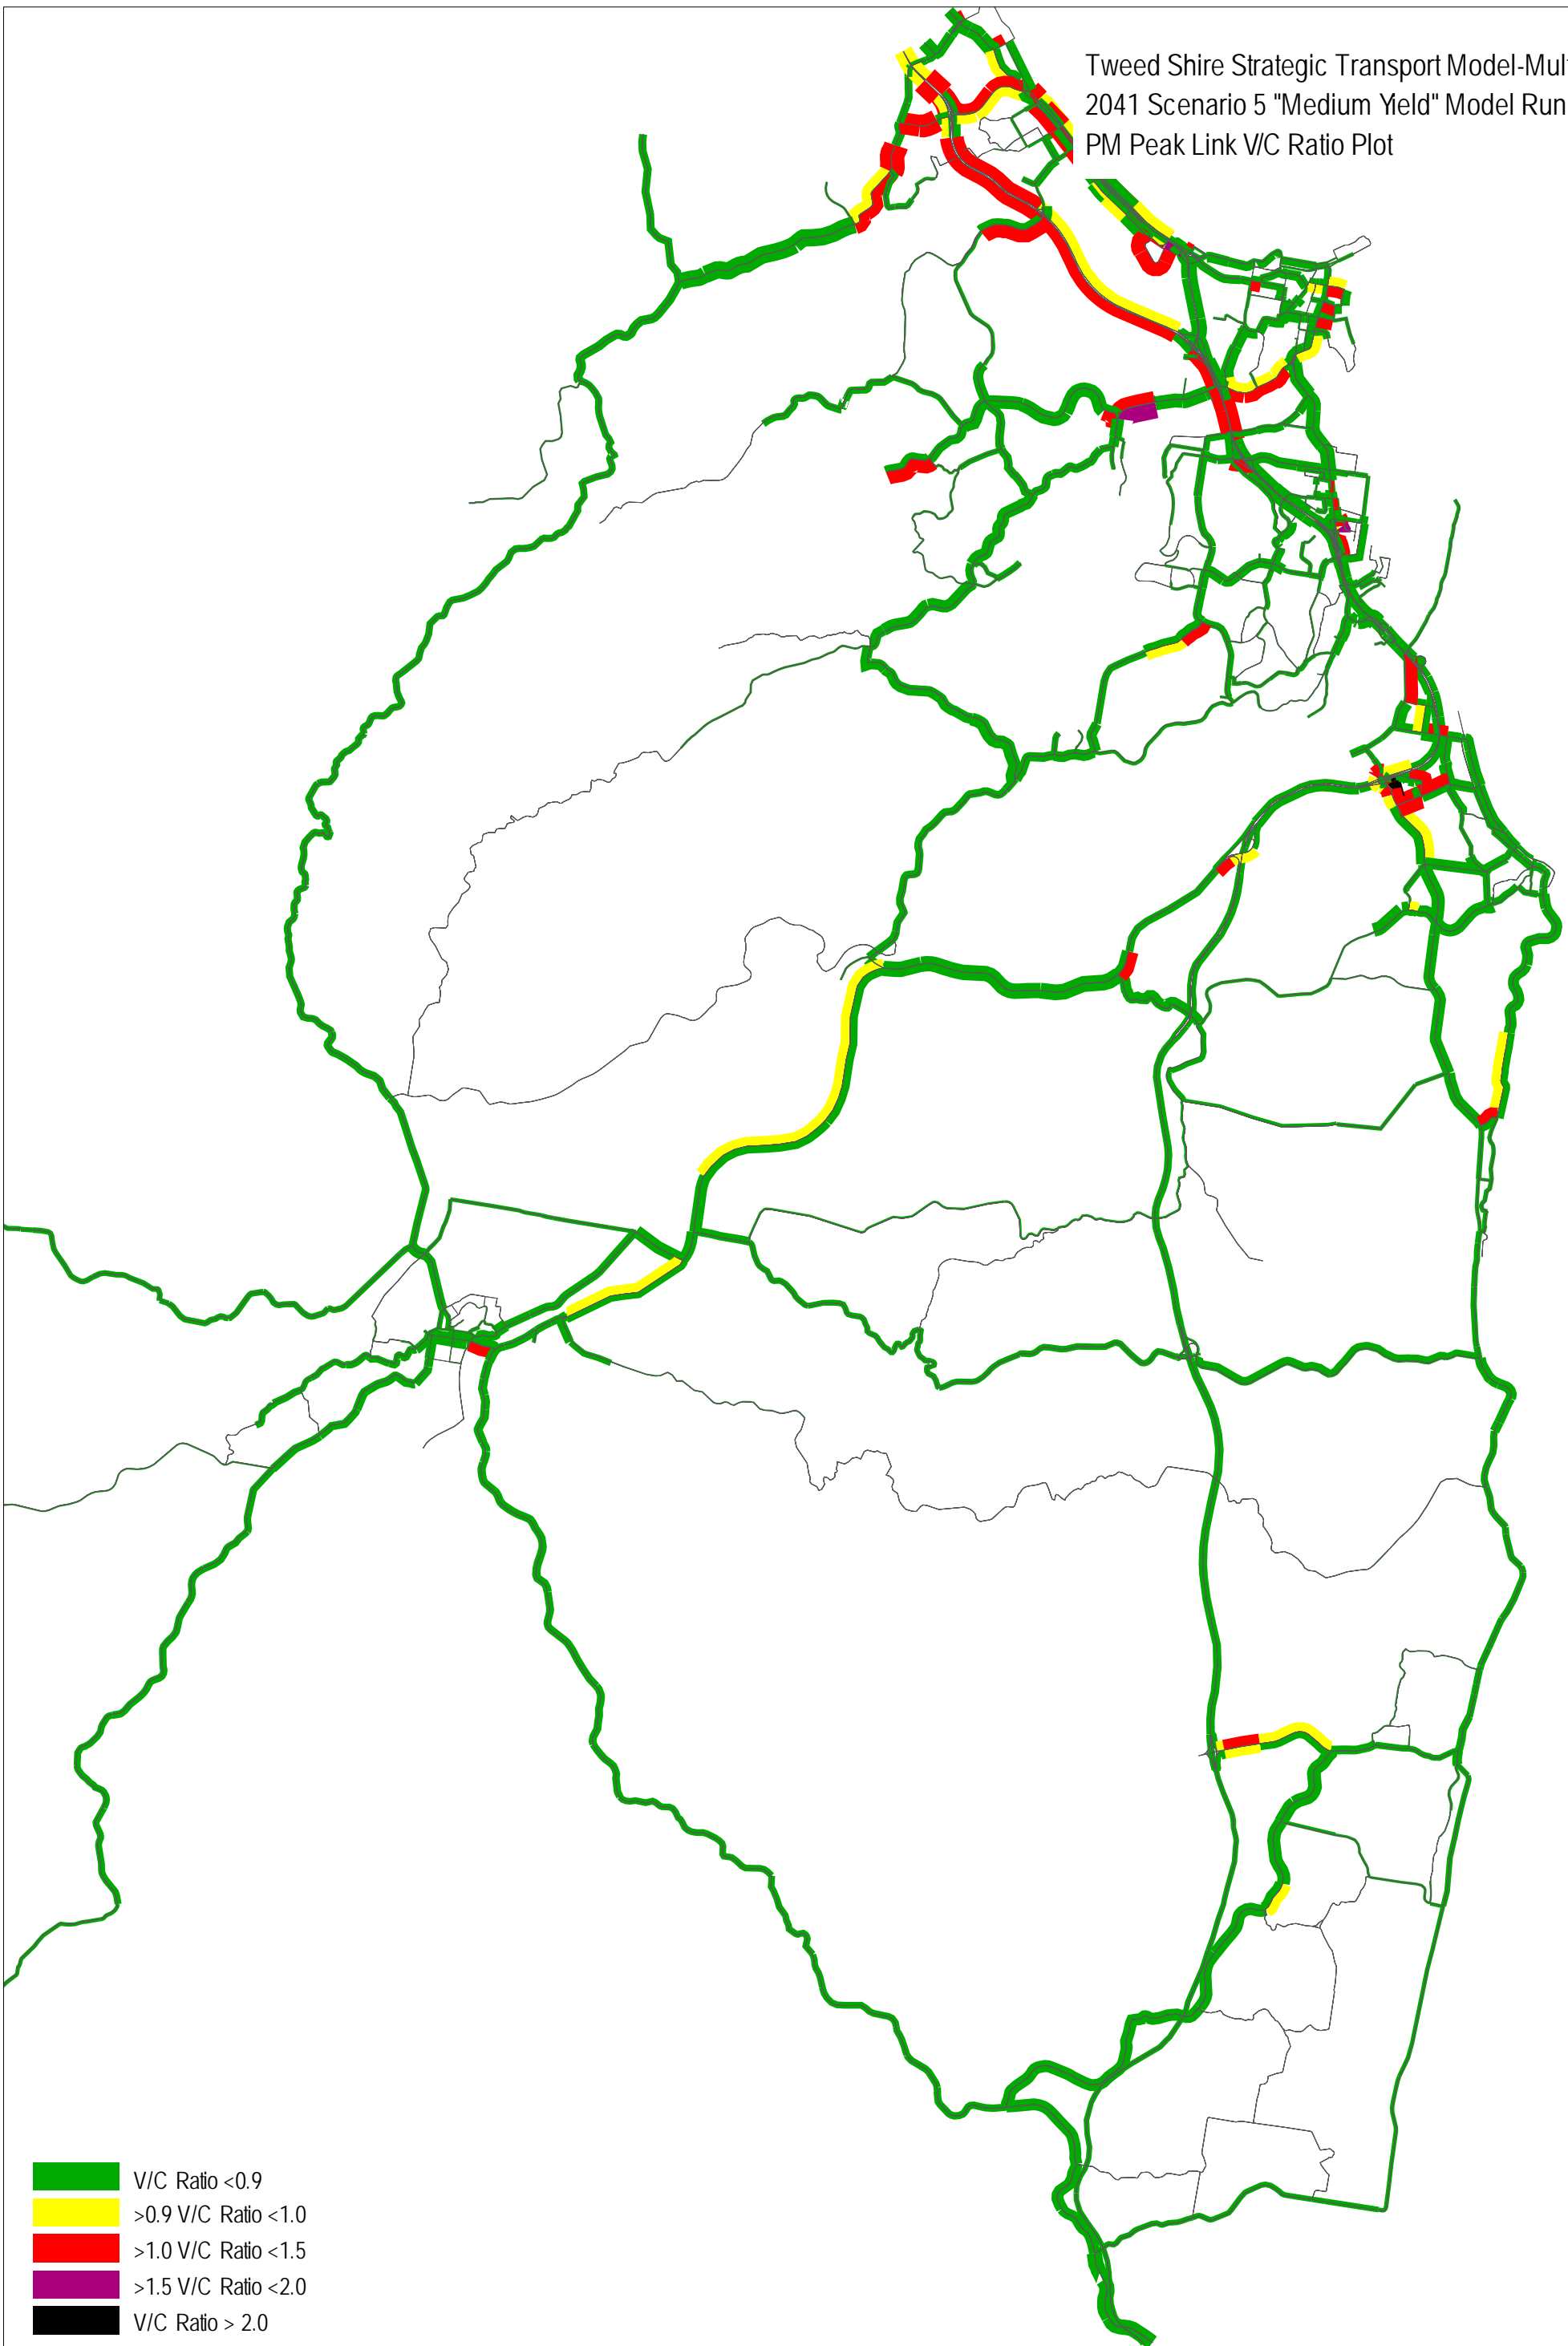 Tweed Shire Strategic Transport Model-Mul
2041 Scenario 5 "Medium Yield" Model Run
PM Peak Link V/C Ratio Plot
V/C Ratio <0.9
>0.9 V/C Ratio <1.0
>1.0 V/C Ratio <1.5
>1.5 V/C Ratio <2.0
V/C Ratio > 2.0